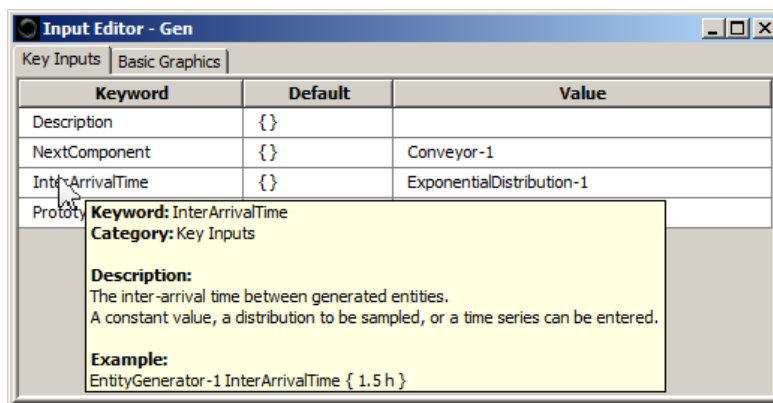 Input Editor - Gen
Key Inputs Basic Graphics
Keyword Default Value
Description {}
NextComponent {} Conveyor-1
InterArrivalTime {} ExponentialDistribution-1
Prototy
Keyword: InterArrivalTime
Category: Key Inputs
Description:
The inter-arrival time between generated entities.
A constant value, a distribution to be sampled, or a time series can be entered.
Example:
EntityGenerator-1 InterArrivalTime { 1.5 h }